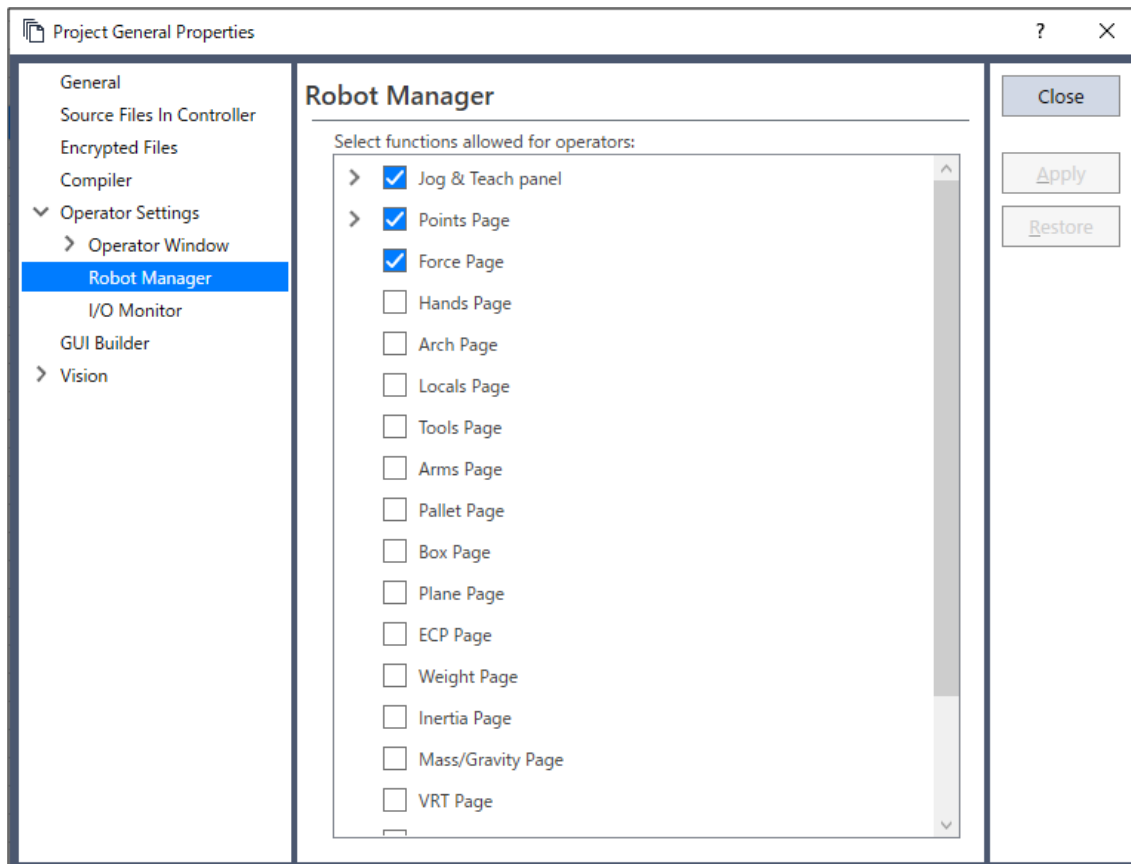 Project General Properties
?
General
Source Files In Controller
Encrypted Files
Compiler
Operator Settings
Operator Window
Robot Manager
I/O Monitor
GUI Builder
Vision
Robot Manager
Select functions allowed for operators:
Jog & Teach panel
Points Page
Force Page
Hands Page
Arch Page
Locals Page
Tools Page
Arms Page
Pallet Page
Box Page
Plane Page
ECP Page
Weight Page
Inertia Page
Mass/Gravity Page
VRT Page
Close
Apply
Restore